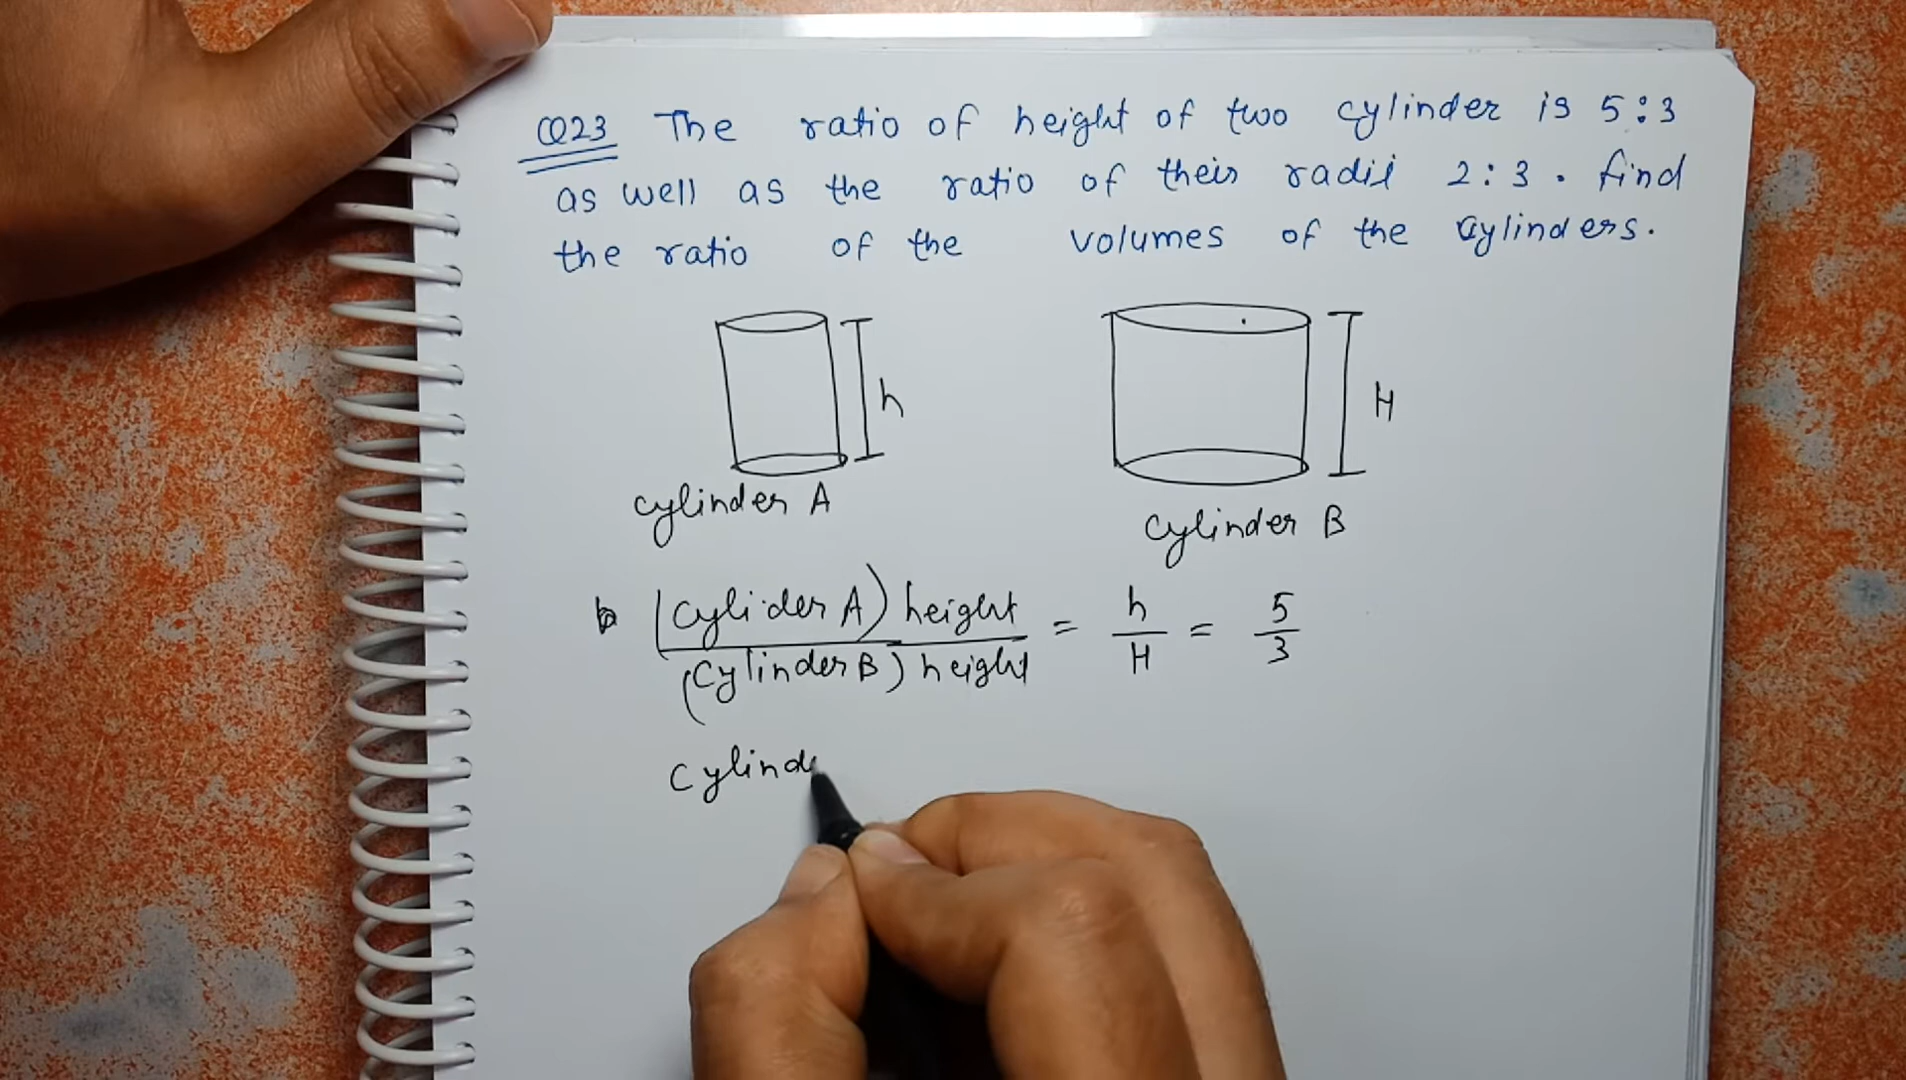 Q23 The ratio of height of two cylinder is 5:3
as well as the ratio of their radii 2:3. find
the ratio of the volumes of the cylinders.
h
H
cylinder A
cylinder B
(cylider A) height = h = 5
(cylinder B) height H 3
cylind